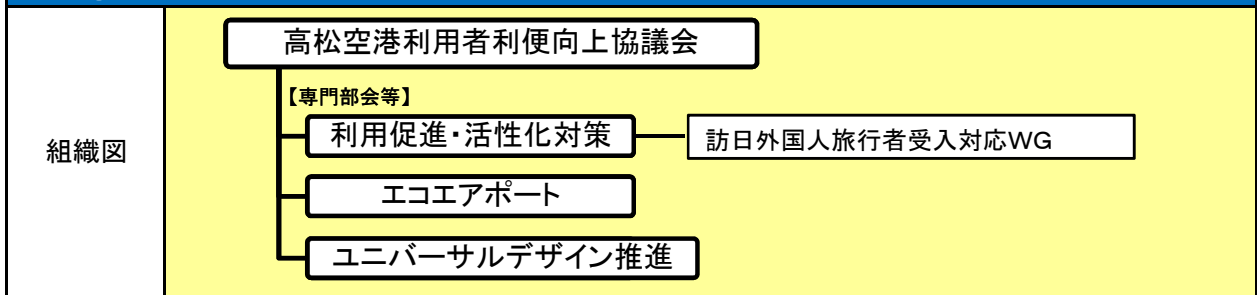 組織図
高松空港利用者利便向上協議会
【専門部会等】
利用促進・活性化対策
訪日外国人旅行者受入対応WG
エコエアポート
ユニバーサルデザイン推進